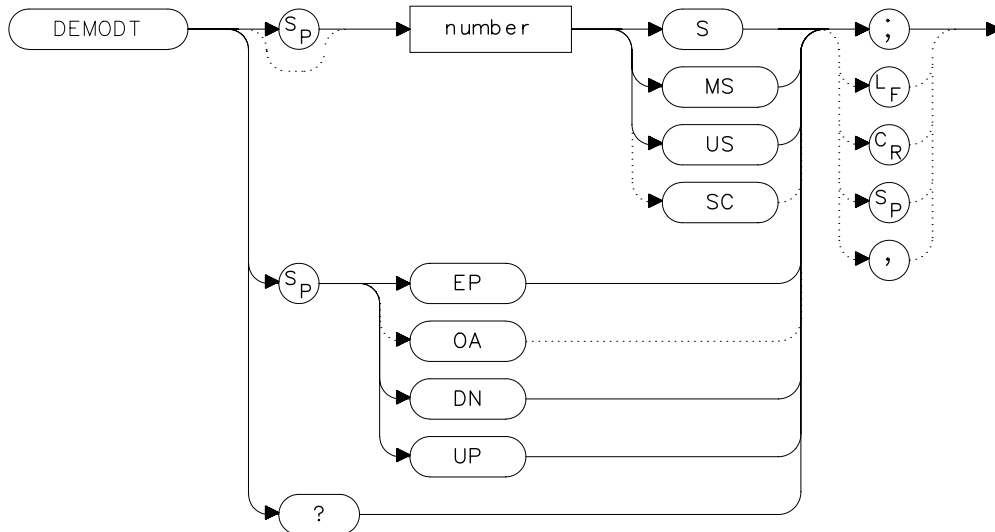 DEMODT SP number S ;
MS LF
US CR
SC SP
,
SP EP
OA
DN
UP
?